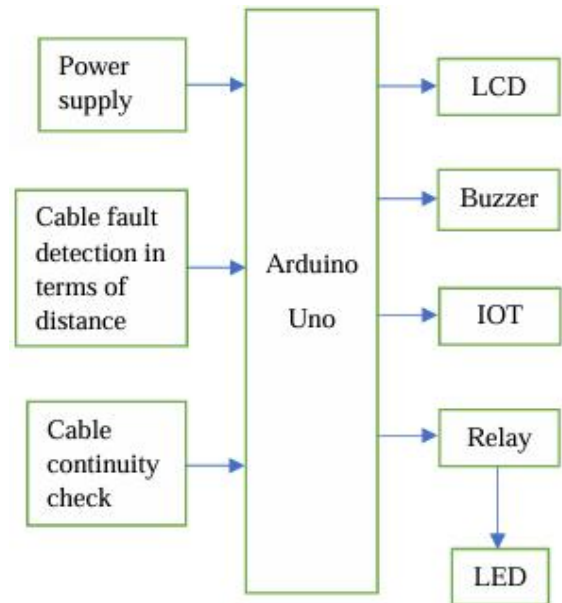 Power
supply
Cable fault
detection in
terms of
distance
Cable
continuity
check
Arduino
Uno
LCD
Buzzer
IOT
Relay
LED